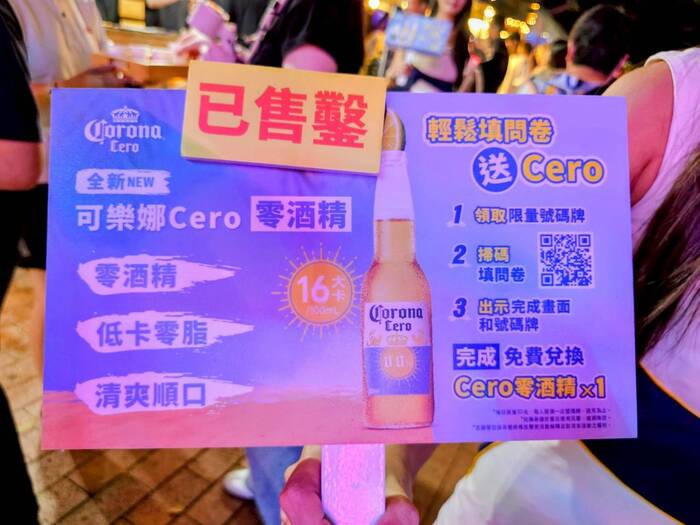 已售鑿
Corona
Cero
全新NEW
可樂娜Cero 零酒精
零酒精
低卡零脂
清爽順口
16大卡
/100mL
Corona
Cero
輕鬆填問卷
送Cero
1 領取限量號碼牌
2 掃碼
填問卷
3 出示完成畫面
和號碼牌
完成 免費兌換
Cero零酒精x1